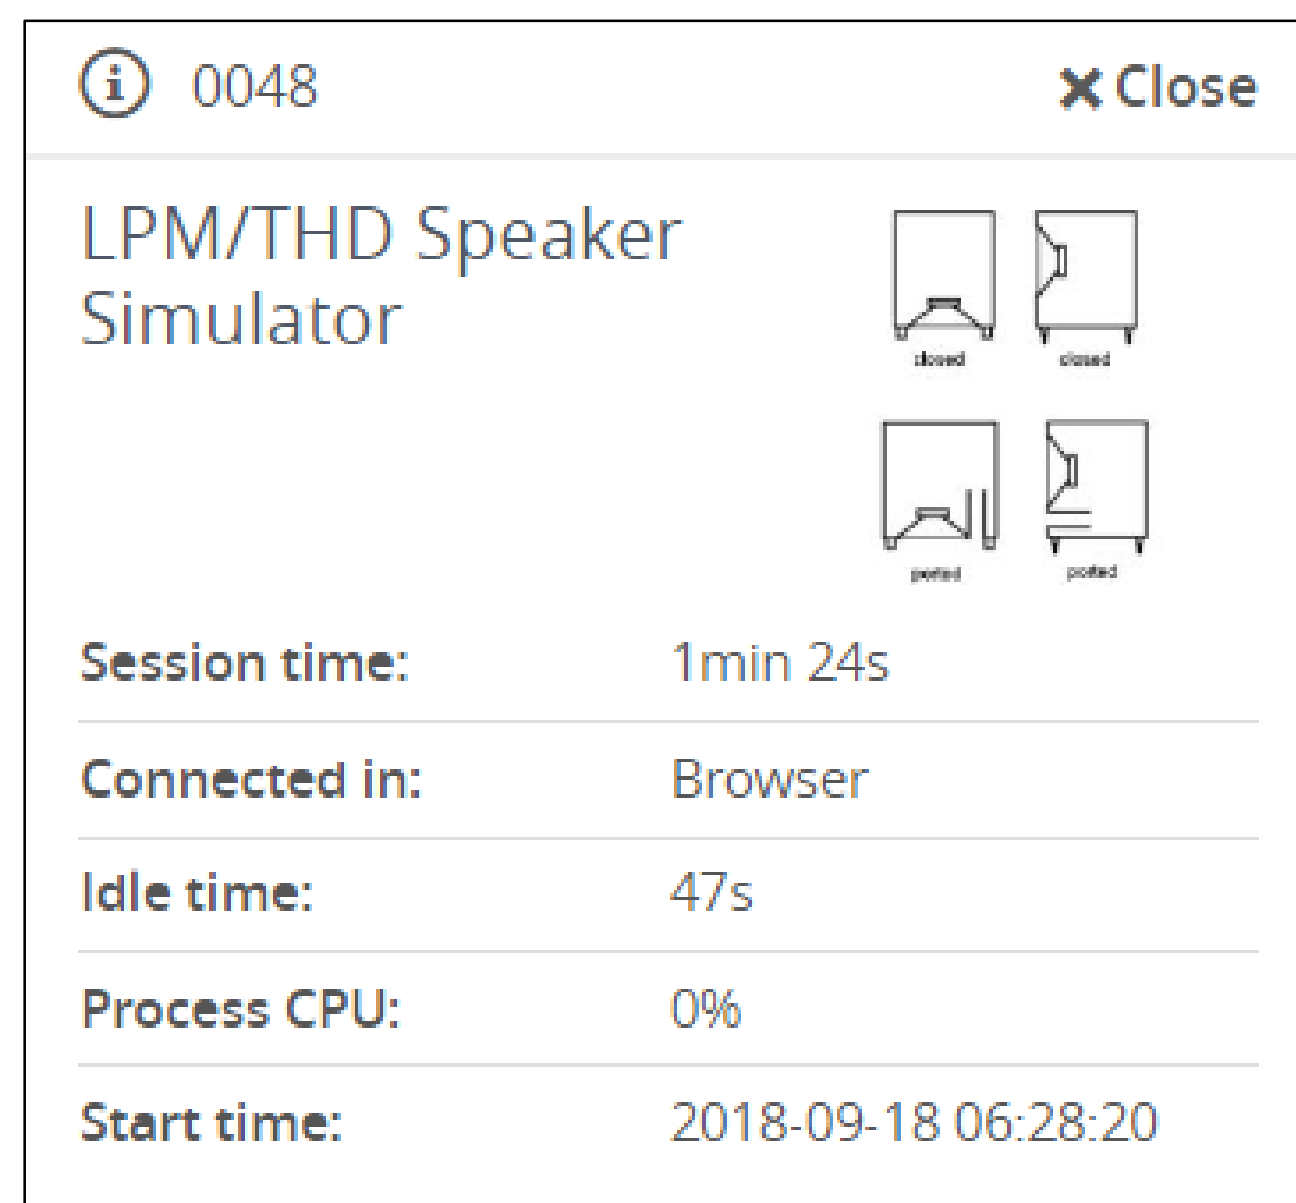 0048
Close
LPM/THD Speaker
Simulator
closed closed
ported ported
Session time: 1min 24s
Connected in: Browser
Idle time: 47s
Process CPU: 0%
Start time: 2018-09-18 06:28:20